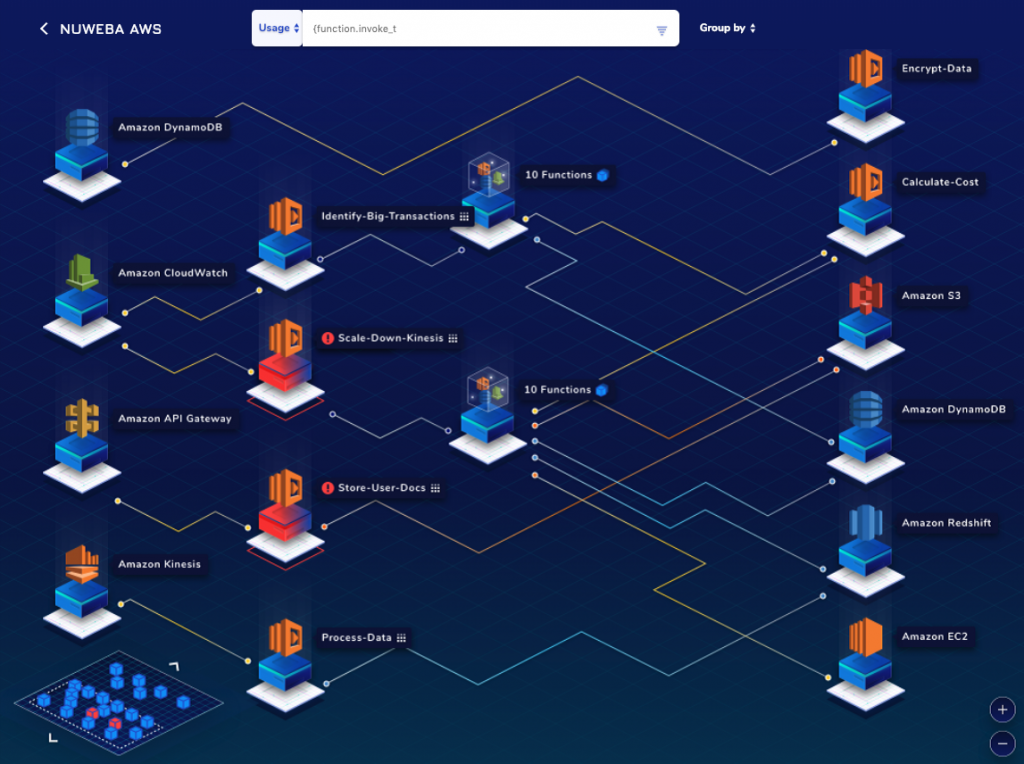 NUWEBA AWS
Usage
{function.invoke_t
Group by
Encrypt-Data
Amazon DynamoDB
10 Functions
Calculate-Cost
Identify-Big-Transactions
Amazon CloudWatch
Amazon S3
Scale-Down-Kinesis
10 Functions
Amazon DynamoDB
Amazon API Gateway
Store-User-Docs
Amazon Redshift
Amazon Kinesis
Process-Data
Amazon EC2